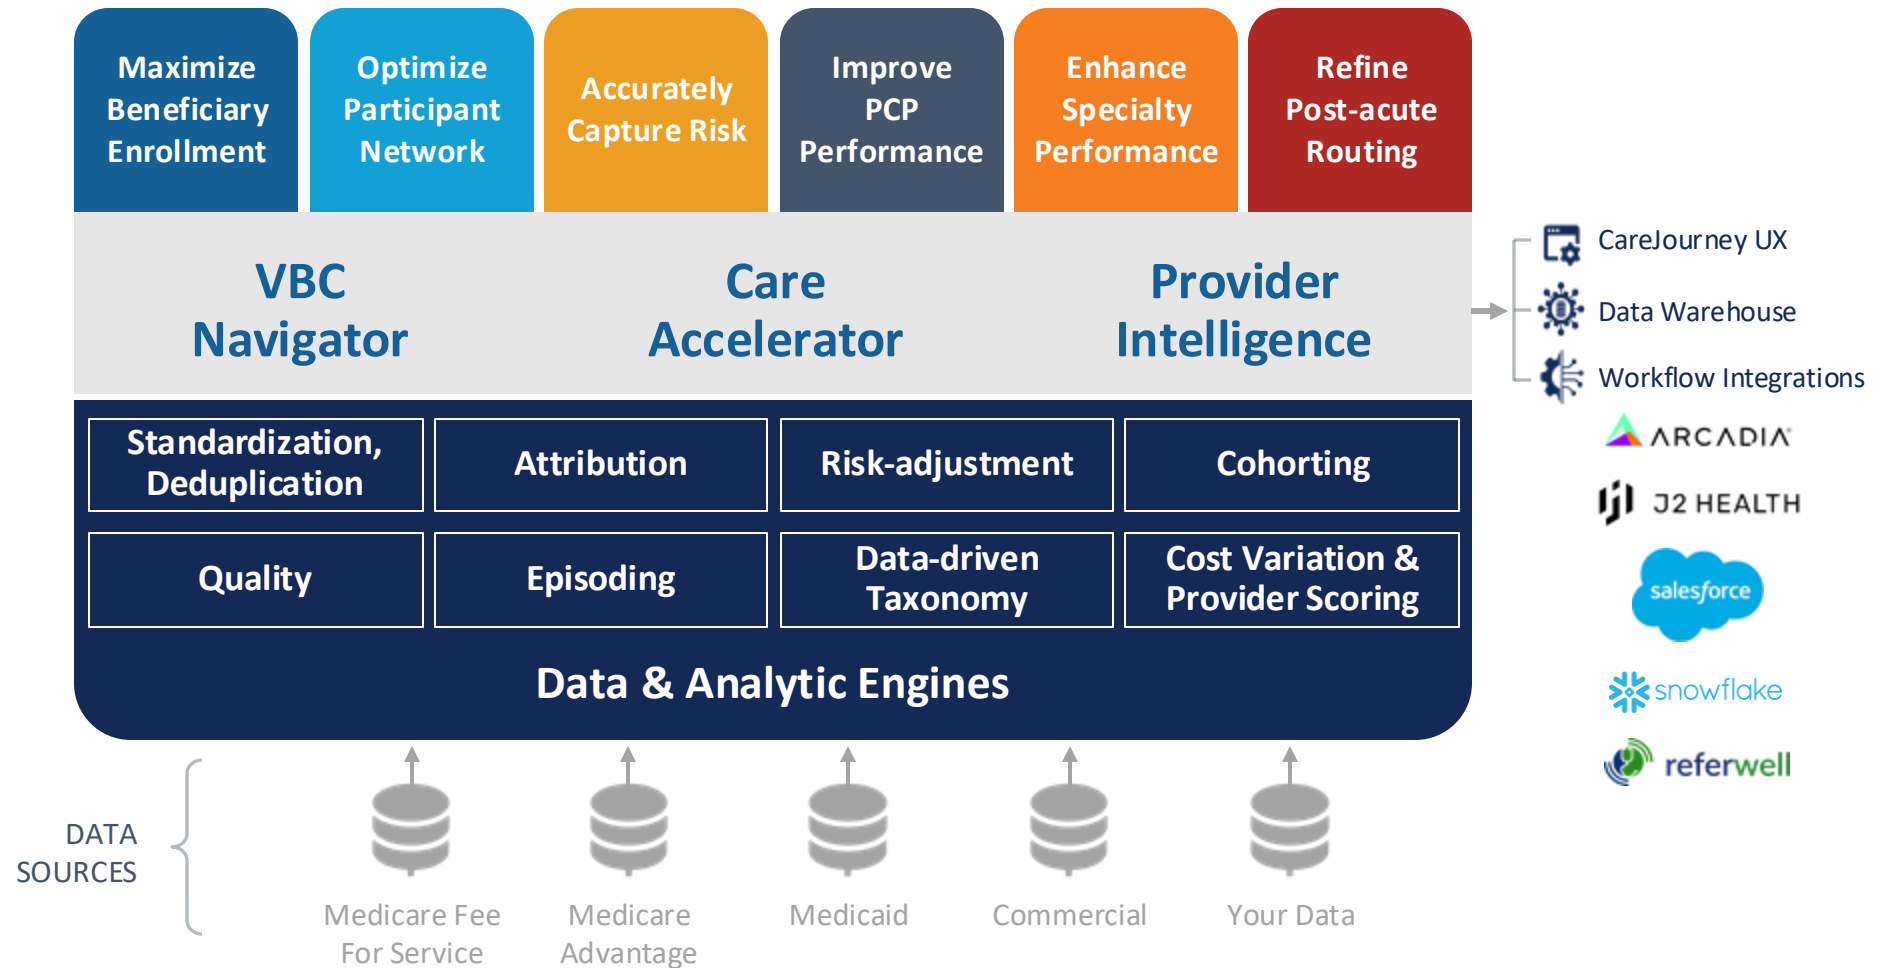 Maximize
Beneficiary
Enrollment
Optimize
Participant
Network
Accurately
Capture Risk
Improve
PCP
Performance
Enhance
Specialty
Performance
Refine
Post-acute
Routing
VBC
Navigator
Care
Accelerator
Provider
Intelligence
CareJourney UX
Data Warehouse
Workflow Integrations
ARCADIA
J2 HEALTH
salesforce
snowflake
referwell
Standardization,
Deduplication
Attribution
Risk-adjustment
Cohorting
Quality
Episoding
Data-driven
Taxonomy
Cost Variation &
Provider Scoring
Data & Analytic Engines
DATA
SOURCES
Medicare Fee
For Service
Medicare
Advantage
Medicaid
Commercial
Your Data